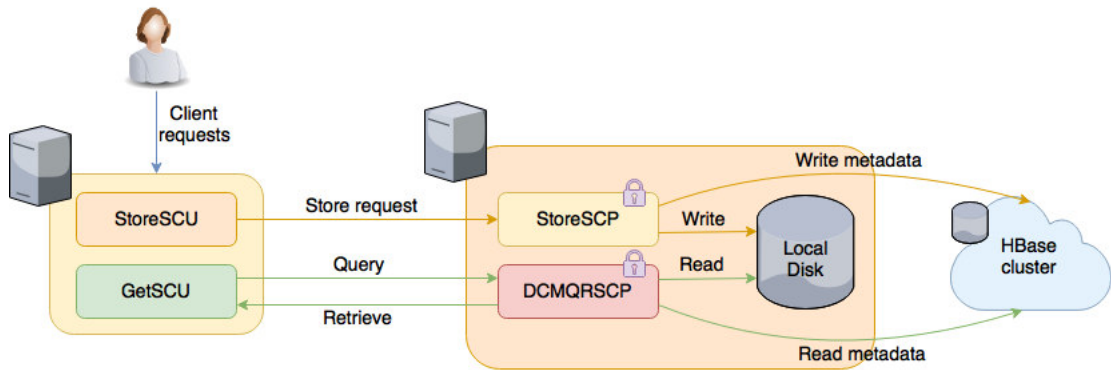 Client
requests
Write metadata
StoreSCU
Store request
StoreSCP
Write
Local
Disk
HBase
cluster
GetSCU
Query
Retrieve
DCMQRSCP
Read
Read metadata